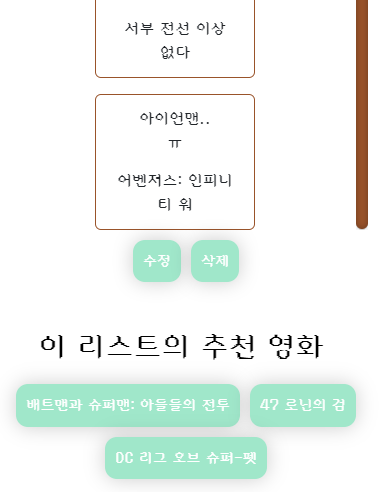 서부 전선 이상
없다
아이언맨..
ㅠ
어벤져스: 인피니
티 워
수정
삭제
이 리스트의 추천 영화
배트맨과 슈퍼맨: 아들들의 전투
47 로닌의 검
DC 리그 오브 슈퍼-펫